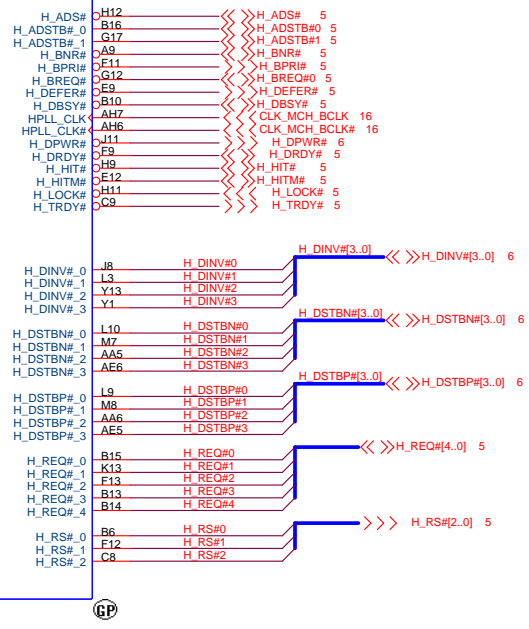 H_ADS# H12 H_ADS# 5
H_ADSTB#_0 B16 H_ADSTB#0 5
H_ADSTB#_1 G17 H_ADSTB#1 5
H_BNR# A9 H_BNR# 5
H_BPRI# F11 H_BPRI# 5
H_BREQ# G12 H_BREQ#0 5
H_DEFER# E9 H_DEFER# 5
H_DBSY# B10 H_DBSY# 5
HPLL_CLK AH7 CLK_MCH_BCLK 16
HPLL_CLK# AH6 CLK_MCH_BCLK# 16
H_DPWR# J11 H_DPWR# 6
H_DRDY# F9 H_DRDY# 5
H_HIT# H9 H_HIT# 5
H_HITM# E12 H_HITM# 5
H_LOCK# H11 H_LOCK# 5
H_TRDY# C9 H_TRDY# 5
H_DINV#[3..0] H_DINV#[3..0] 6
H_DINV#_0 J8 H_DINV#0
H_DINV#_1 L3 H_DINV#1
H_DINV#_2 Y13 H_DINV#2
H_DINV#_3 Y1 H_DINV#3
H_DSTBN#[3..0] H_DSTBN#[3..0] 6
H_DSTBN#_0 L10 H_DSTBN#0
H_DSTBN#_1 M7 H_DSTBN#1
H_DSTBN#_2 AA5 H_DSTBN#2
H_DSTBN#_3 AE6 H_DSTBN#3
H_DSTBP#[3..0] H_DSTBP#[3..0] 6
H_DSTBP#_0 L9 H_DSTBP#0
H_DSTBP#_1 M8 H_DSTBP#1
H_DSTBP#_2 AA6 H_DSTBP#2
H_DSTBP#_3 AE5 H_DSTBP#3
H_REQ#[4..0] 5
H_REQ#_0 B15 H_REQ#0
H_REQ#_1 K13 H_REQ#1
H_REQ#_2 F13 H_REQ#2
H_REQ#_3 B13 H_REQ#3
H_REQ#_4 B14 H_REQ#4
H_RS#[2..0] 5
H_RS#_0 B6 H_RS#0
H_RS#_1 F12 H_RS#1
H_RS#_2 C8 H_RS#2
GP